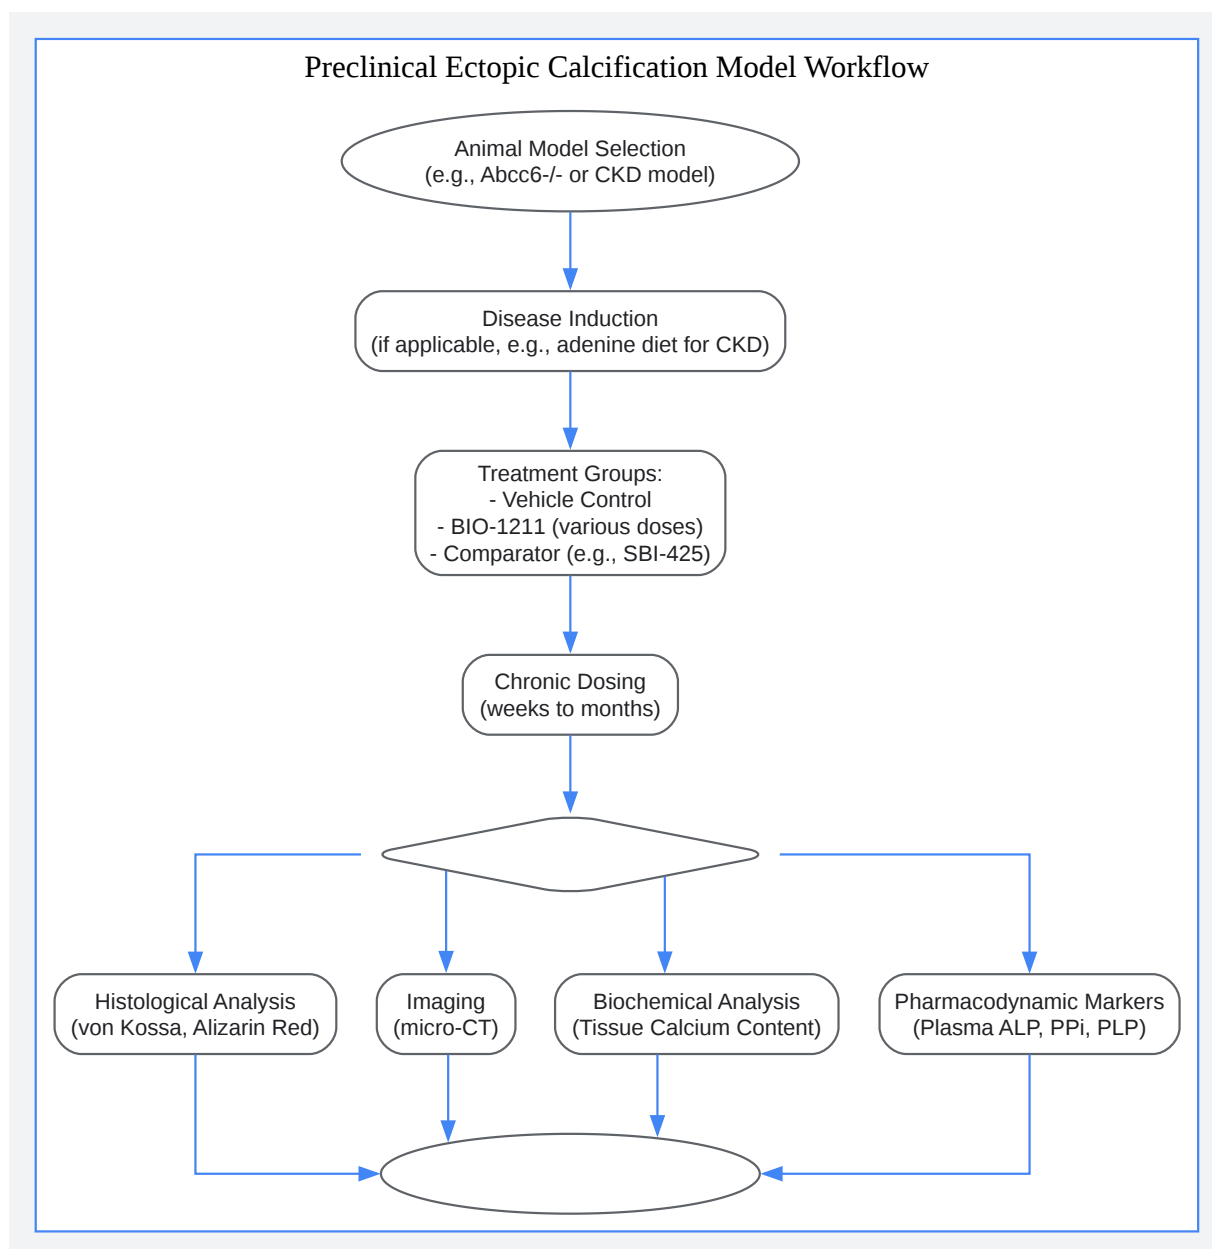 Preclinical Ectopic Calcification Model Workflow
Animal Model Selection
(e.g., Abcc6-/- or CKD model)
Disease Induction
(if applicable, e.g., adenine diet for CKD)
Treatment Groups:
- Vehicle Control
- BIO-1211 (various doses)
- Comparator (e.g., SBI-425)
Chronic Dosing
(weeks to months)
Histological Analysis
(von Kossa, Alizarin Red)
Imaging
(micro-CT)
Biochemical Analysis
(Tissue Calcium Content)
Pharmacodynamic Markers
(Plasma ALP, PPi, PLP)